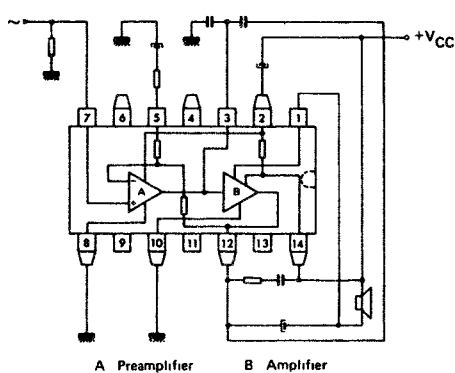 ~ +VCC
7 6 5 4 3 2 1
A B
8 9 10 11 12 13 14
A Preamplifier B Amplifier